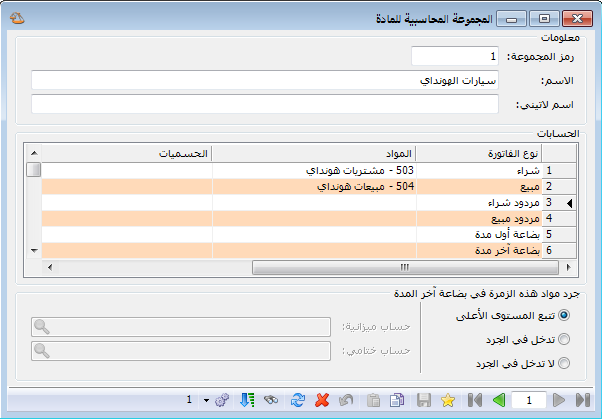 المجموعة المحاسبية للمادة
معلومات
رمز المجموعة: 1
الاسم: سيارات الهونداي
اسم لاتيني:
الحسابات
نوع الفاتورة المواد الحسميات
1 شراء 503 - مشتريات هونداي
2 مبيع 504 - مبيعات هونداي
3 مردود شراء
4 مردود مبيع
5 بضاعة أول مدة
6 بضاعة آخر مدة
جرد مواد هذه الزمرة في بضاعة آخر المدة
تتبع المستوى الأعلى
تدخل في الجرد
لا تدخل في الجرد
حساب ميزانية:
حساب ختامي:
1 1